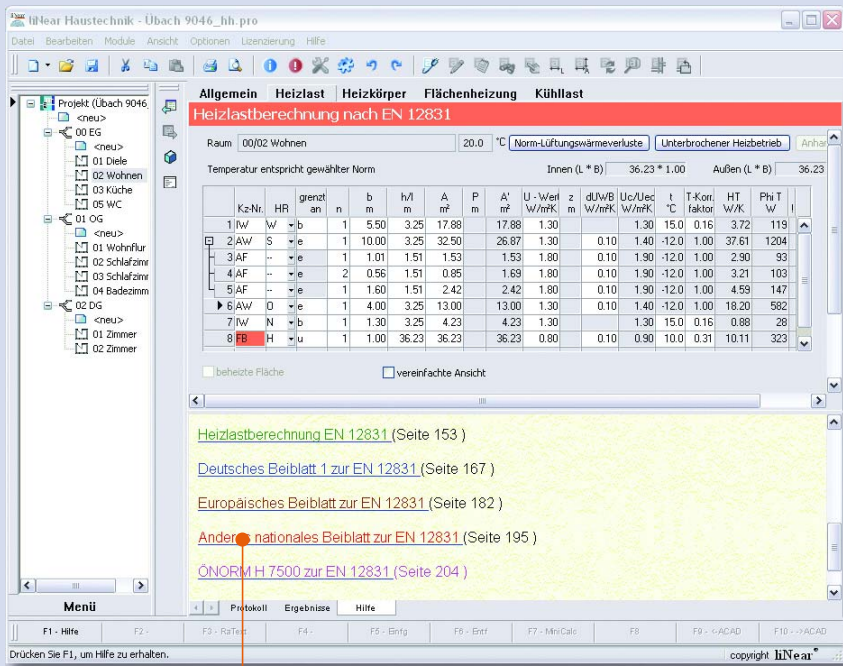 liNear Haustechnik - Übach 9046_hh.pro
Datei Bearbeiten Module Ansicht Optionen Lizenzierung Hilfe
Allgemein Heizlast Heizkörper Flächenheizung Kühllast
Heizlastberechnung nach EN 12831
Projekt (Übach 9046
<neu>
00 EG
<neu>
01 Diele
02 Wohnen
03 Küche
05 WC
01 OG
<neu>
01 Wohnflur
02 Schlafzimr
03 Schlafzimr
04 Badezimm
02 DG
<neu>
01 Zimmer
02 Zimmer
Menü
Raum 00/02 Wohnen 20.0 °C Norm-Lüftungswärmeverluste Unterbrochener Heizbetrieb Anhar
Temperatur entspricht gewählter Norm Innen (L * B) 36.23 * 1.00 Außen (L * B) 36.23
Kz-Nr. HR grenzt an n b m h/l m A m² P m A' m² U - Wert W/m²K z m dUWB W/m²K Uc/Uec W/m²K t °C T-Korr. faktor HT W/K Phi T W
1 IW W b 1 5.50 3.25 17.88 17.88 1.30 1.30 15.0 0.16 3.72 119
2 AW S e 1 10.00 3.25 32.50 26.87 1.30 0.10 1.40 -12.0 1.00 37.61 1204
3 AF -- e 1 1.01 1.51 1.53 1.53 1.80 0.10 1.90 -12.0 1.00 2.90 93
4 AF -- e 2 0.56 1.51 0.85 1.69 1.80 0.10 1.90 -12.0 1.00 3.21 103
5 AF -- e 1 1.60 1.51 2.42 2.42 1.80 0.10 1.90 -12.0 1.00 4.59 147
6 AW O e 1 4.00 3.25 13.00 13.00 1.30 0.10 1.40 -12.0 1.00 18.20 582
7 IW N b 1 1.30 3.25 4.23 4.23 1.30 1.30 15.0 0.16 0.88 28
8 FB H u 1 1.00 36.23 36.23 36.23 0.80 0.10 0.90 10.0 0.31 10.11 323
beheizte Fläche vereinfachte Ansicht
Heizlastberechnung EN 12831 (Seite 153 )
Deutsches Beiblatt 1 zur EN 12831 (Seite 167 )
Europäisches Beiblatt zur EN 12831 (Seite 182 )
nationales Beiblatt zur EN 12831 (Seite 195 )
ÖNORM H 7500 zur EN 12831 (Seite 204 )
Protokoll Ergebnisse Hilfe
F1 - Hilfe F2 - F3 - RaText F4 - F5 - Einfg F6 - Entf F7 - MiniCalc F8 F9 - <-ACAD F10 - ->ACAD
Drücken Sie F1, um Hilfe zu erhalten. copyright liNear®